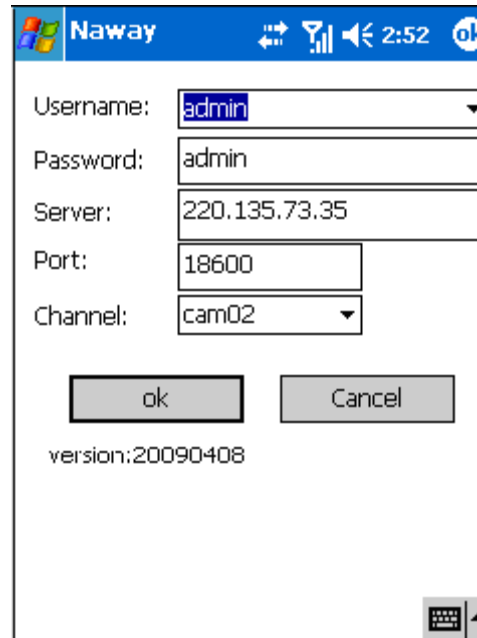 Naway 2:52 ok
Username: admin
Password: admin
Server: 220.135.73.35
Port: 18600
Channel: cam02
ok Cancel
version:20090408